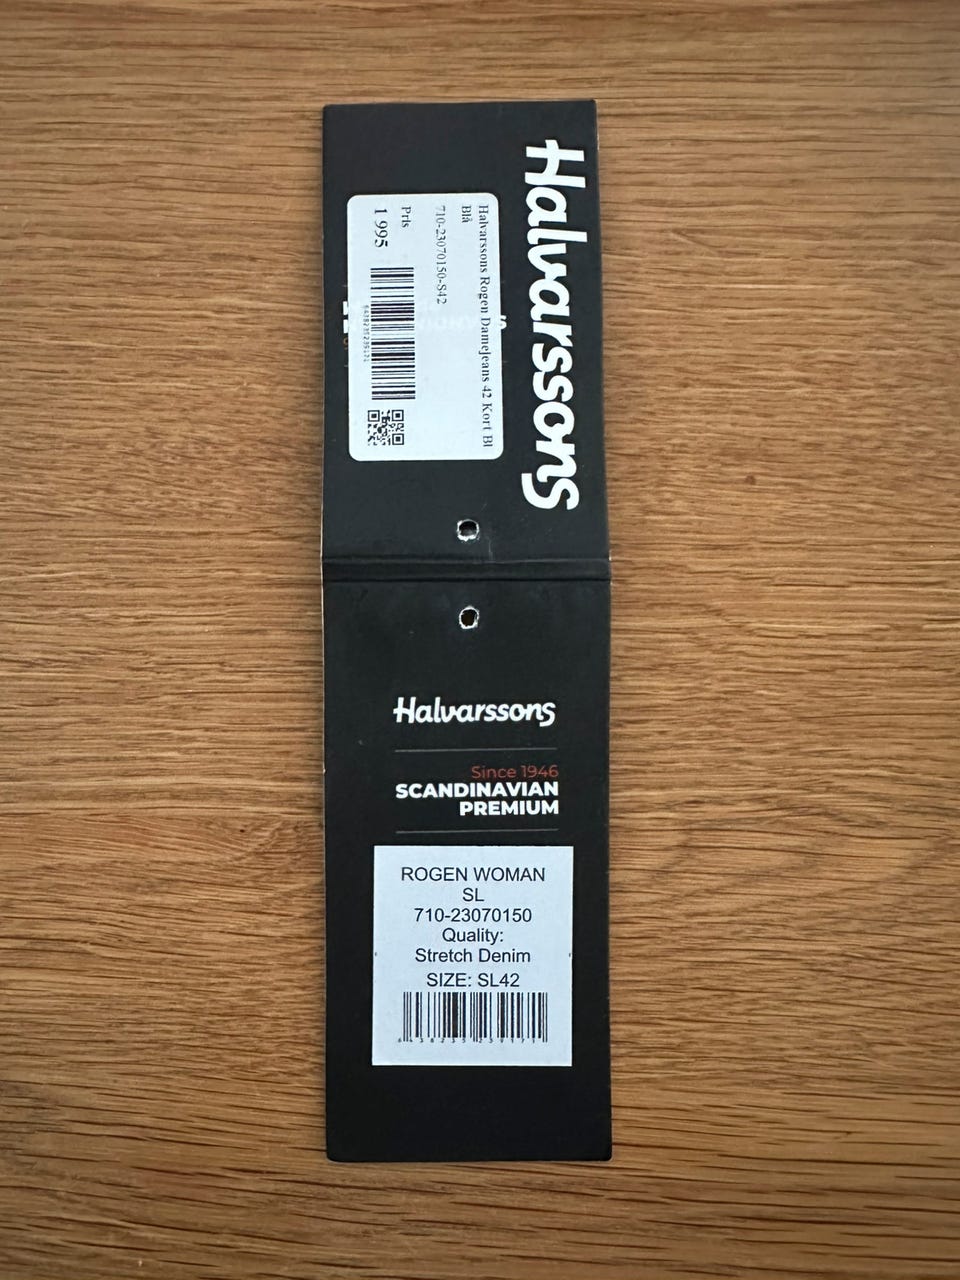 Halvarssons
Halvarssons Rogen Damejeans 42 Kort Bl
Blå
710-23070150-S42
Pris
1 995
Halvarssons
Since 1946
SCANDINAVIAN
PREMIUM
ROGEN WOMAN
SL
710-23070150
Quality:
Stretch Denim
SIZE: SL42